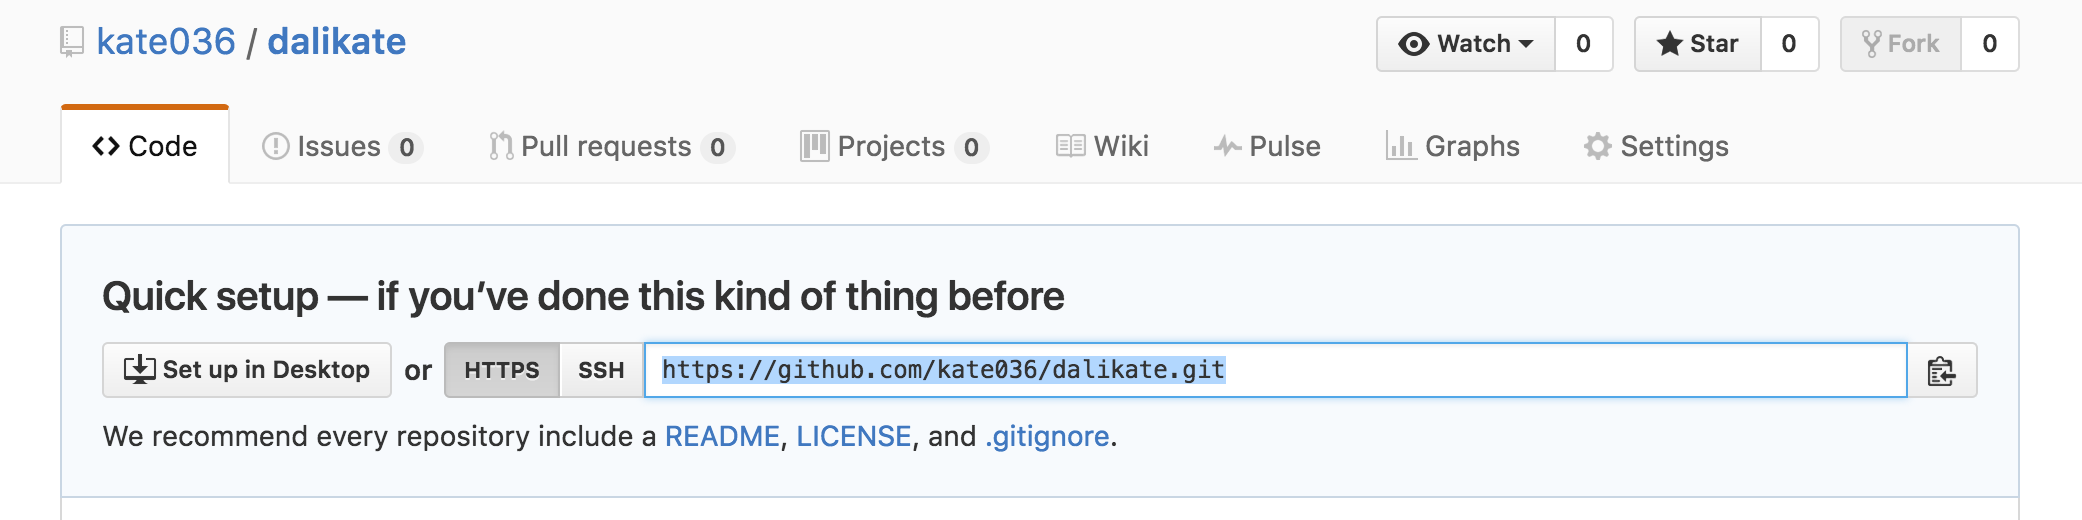 kate036 / dalikate
Watch 0 Star 0 Fork 0
Code Issues 0 Pull requests 0 Projects 0 Wiki Pulse Graphs Settings
Quick setup — if you’ve done this kind of thing before
Set up in Desktop or HTTPS SSH https://github.com/kate036/dalikate.git
We recommend every repository include a README, LICENSE, and .gitignore.